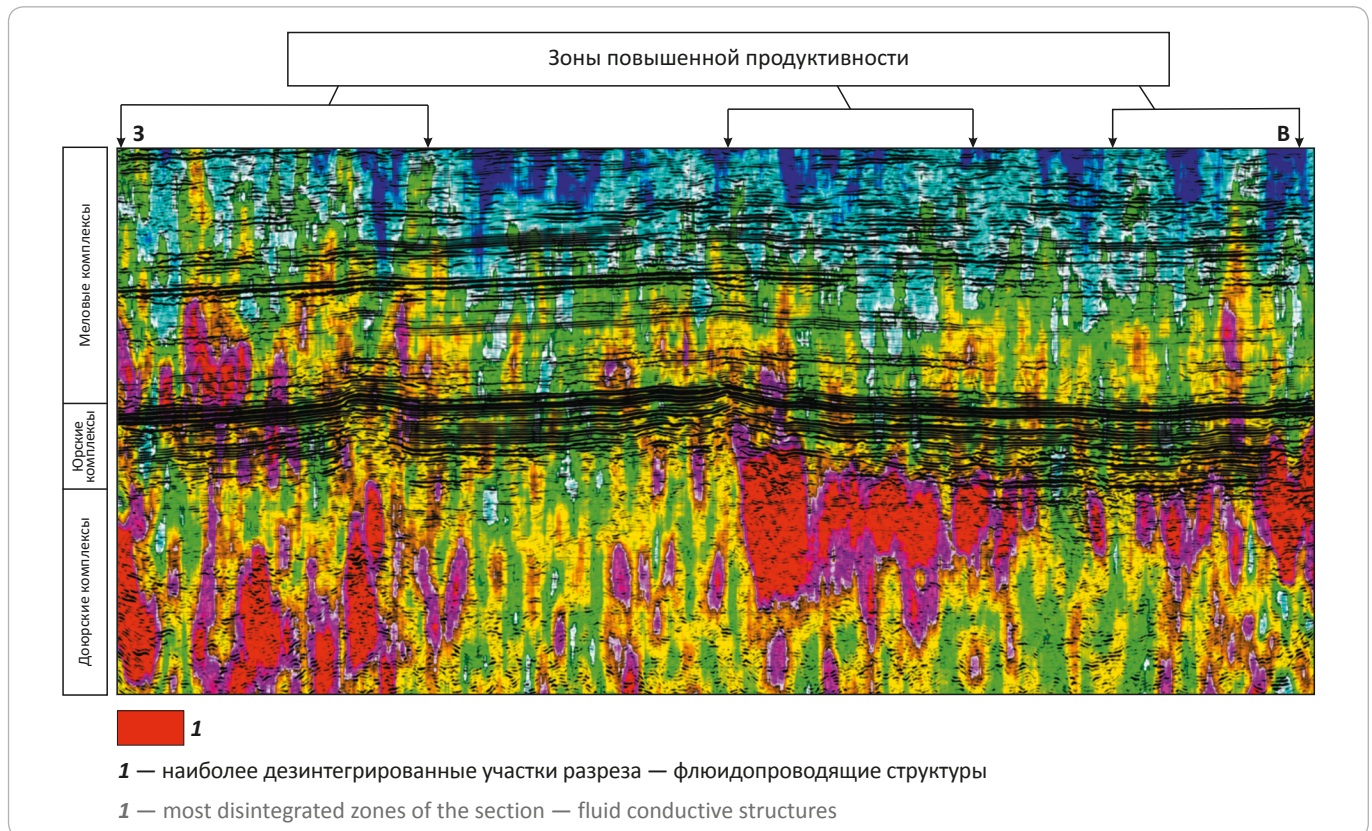 Зоны повышенной продуктивности
З
В
Меловые комплексы
Юрские
комплексы
Доюрские комплексы
1
1 — наиболее дезинтегрированные участки разреза — флюидопроводящие структуры
1 — most disintegrated zones of the section — fluid conductive structures